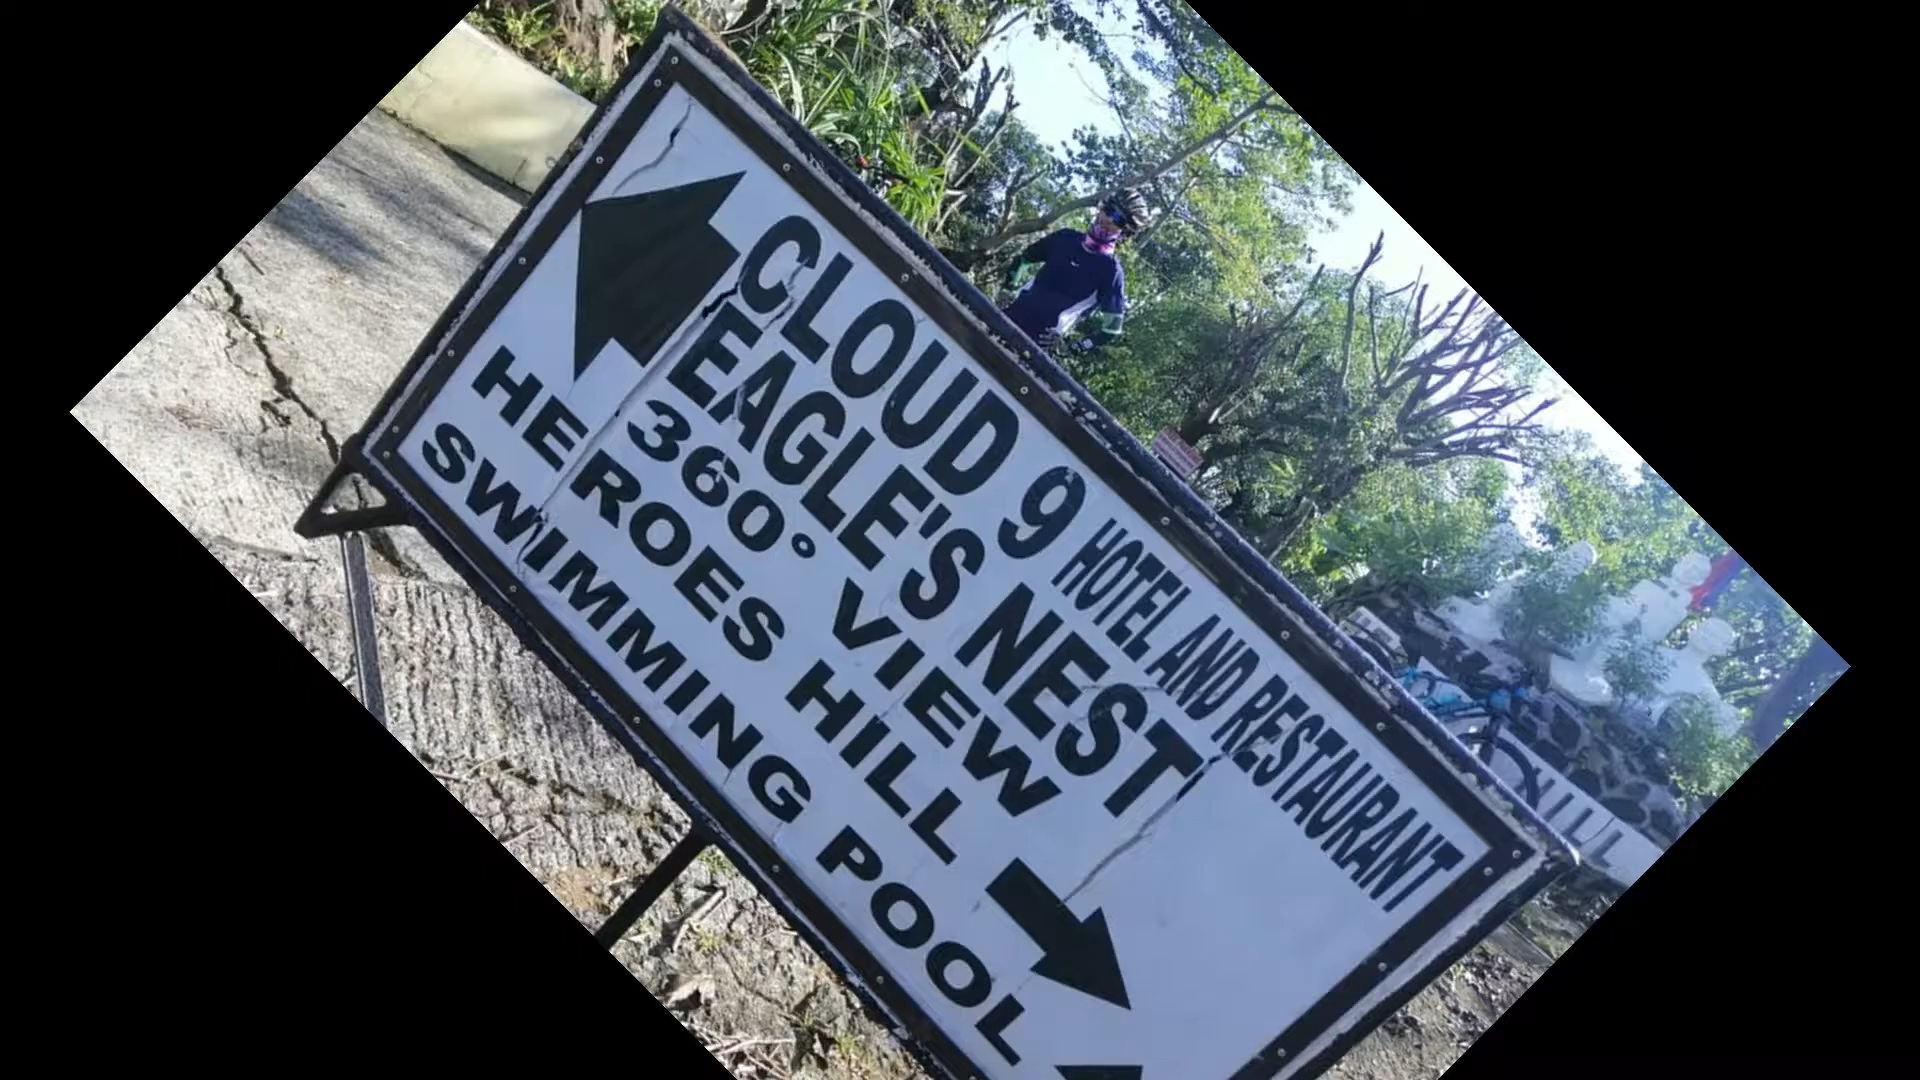 CLOUD 9 HOTEL AND RESTAURANT
EAGLE'S NEST
360° VIEW
HEROES HILL
SWIMMING POOL